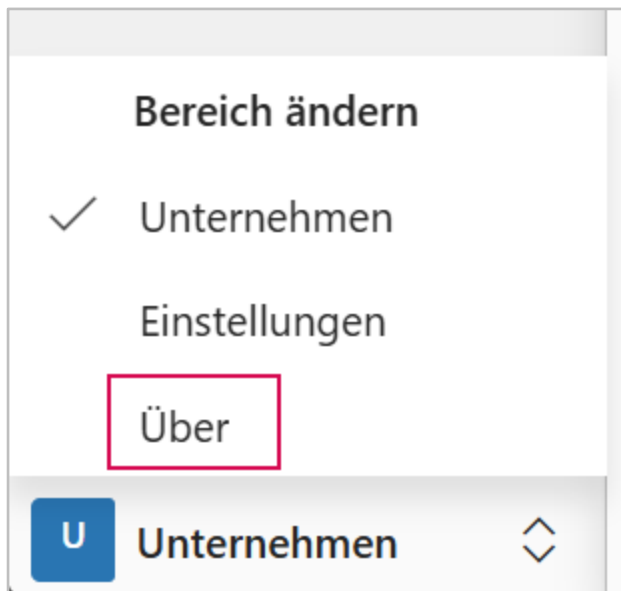 Bereich ändern
Unternehmen
Einstellungen
Über
U Unternehmen